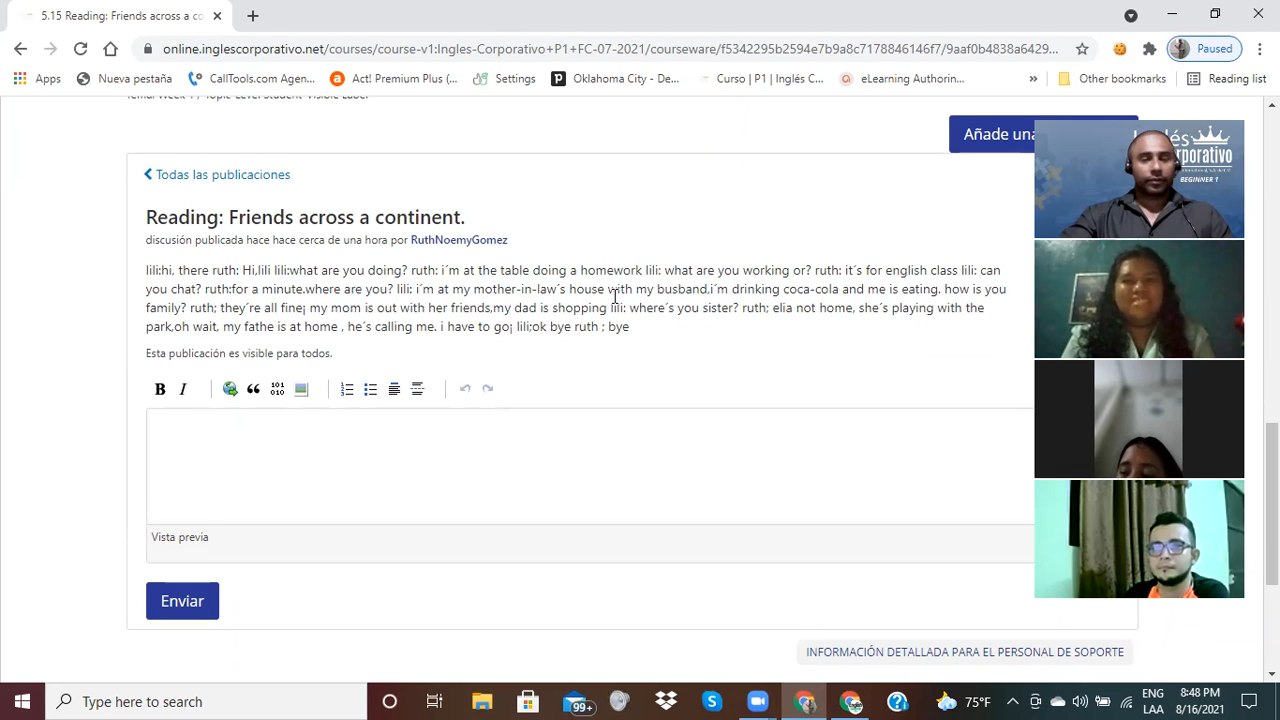 5.15 Reading: Friends across a co
Paused
online.inglescorporativo.net/courses/course-v1:Ingles-Corporativo+P1+FC-07-2021/courseware/f5342295b2594e7b9a8c7178846146f7/9aaf0b4838a6429...
Apps
Nueva pestaña
CallTools.com Agen...
Act! Premium Plus (...
Settings
Oklahoma City - De...
Curso | P1 | Inglés C...
eLearning Authorin...
»
Other bookmarks
Reading list
Añade una
Inglés
Corporativo
BEGINNER 1
Todas las publicaciones
Reading: Friends across a continent.
discusión publicada hace hace cerca de una hora por RuthNoemyGomez
lili:hi, there ruth: Hi,lili lili:what are you doing? ruth: i´m at the table doing a homework lili: what are you working or? ruth: it´s for english class lili: can
you chat? ruth:for a minute.where are you? lili: i´m at my mother-in-law´s house with my busband,i´m drinking coca-cola and me is eating. how is you
family? ruth; they´re all fine¡ my mom is out with her friends,my dad is shopping lili: where´s you sister? ruth; elia not home, she´s playing with the
park,oh wait, my fathe is at home , he´s calling me. i have to go¡ lili;ok bye ruth ; bye
Esta publicación es visible para todos.
B I
Vista previa
Enviar
INFORMACIÓN DETALLADA PARA EL PERSONAL DE SOPORTE
Type here to search
99+
75°F
ENG
LAA
8:48 PM
8/16/2021